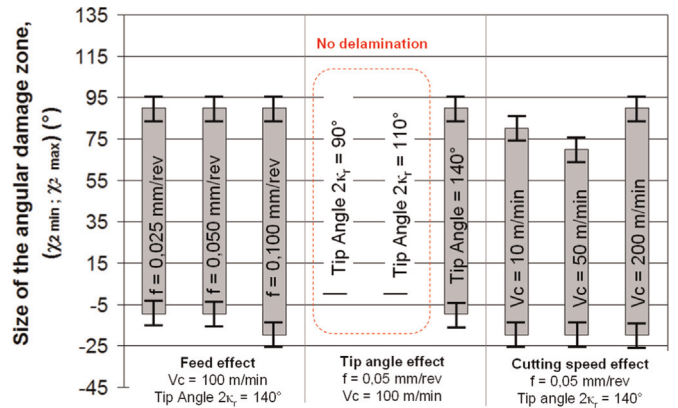 Size of the angular damage zone,
(χ2 min ; χ2 max) (°)
135
115
95
75
55
35
15
-5
-25
-45
No delamination
f = 0,025 mm/rev
f = 0,050 mm/rev
f = 0,100 mm/rev
Tip Angle 2κr = 90°
Tip Angle 2κr = 110°
Tip Angle = 140°
Vc = 10 m/min
Vc = 50 m/min
Vc = 200 m/min
Feed effect
Vc = 100 m/min
Tip Angle 2κr = 140°
Tip angle effect
f = 0,05 mm/rev
Vc = 100 m/min
Cutting speed effect
f = 0,05 mm/rev
Tip angle 2κr = 140°